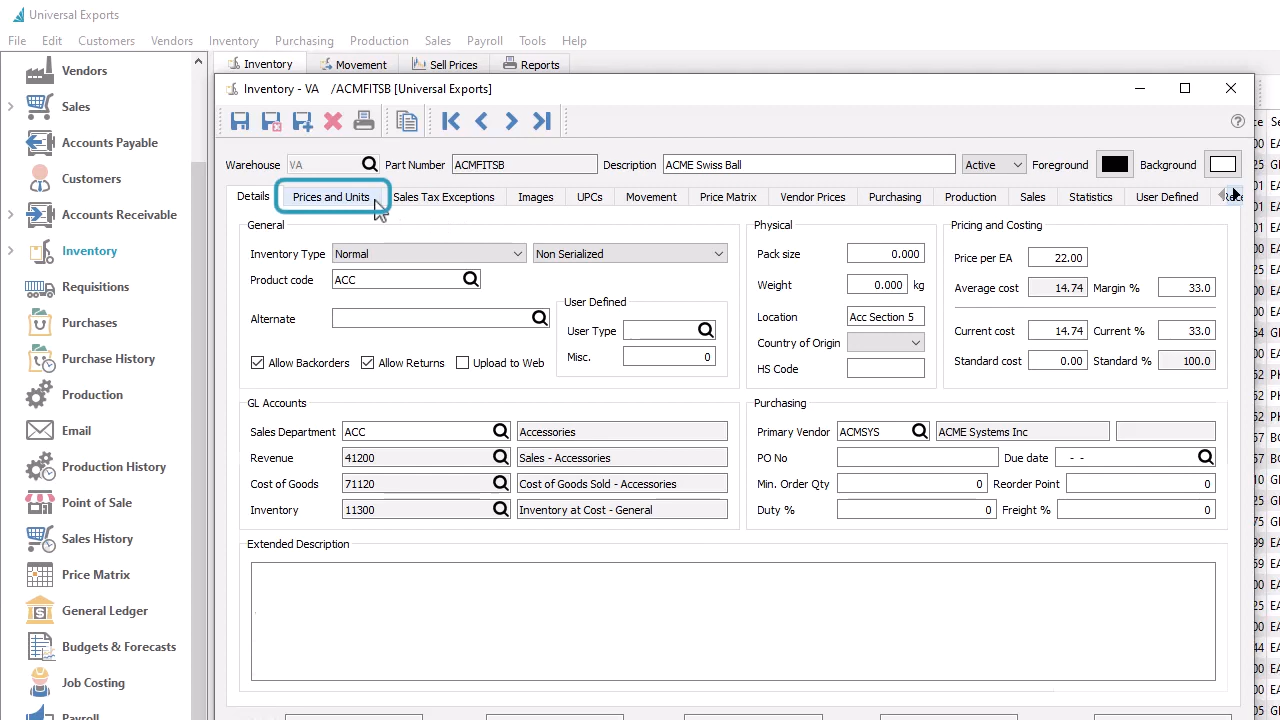 Universal Exports
File Edit Customers Vendors Inventory Purchasing Production Sales Payroll Tools Help
Vendors
Sales
Accounts Payable
Customers
Accounts Receivable
Inventory
Requisitions
Purchases
Purchase History
Production
Email
Production History
Point of Sale
Sales History
Price Matrix
General Ledger
Budgets & Forecasts
Job Costing
Payroll
Inventory Movement Sell Prices Reports
Inventory - VA /ACMFITSB [Universal Exports]
Warehouse VA Part Number ACMFITSB Description ACME Swiss Ball Active Foreground Background
Details Prices and Units Sales Tax Exceptions Images UPCs Movement Price Matrix Vendor Prices Purchasing Production Sales Statistics User Defined
General
Inventory Type Normal Non Serialized
Product code ACC
Alternate
User Defined
User Type
Misc. 0
Allow Backorders Allow Returns Upload to Web
Physical
Pack size 0.000
Weight 0.000 kg
Location Acc Section 5
Country of Origin
HS Code
Pricing and Costing
Price per EA 22.00
Average cost 14.74 Margin % 33.0
Current cost 14.74 Current % 33.0
Standard cost 0.00 Standard % 100.0
GL Accounts
Sales Department ACC Accessories
Revenue 41200 Sales - Accessories
Cost of Goods 71120 Cost of Goods Sold - Accessories
Inventory 11300 Inventory at Cost - General
Purchasing
Primary Vendor ACMSYS ACME Systems Inc
PO No Due date - -
Min. Order Qty 0 Reorder Point 0
Duty % 0 Freight % 0
Extended Description